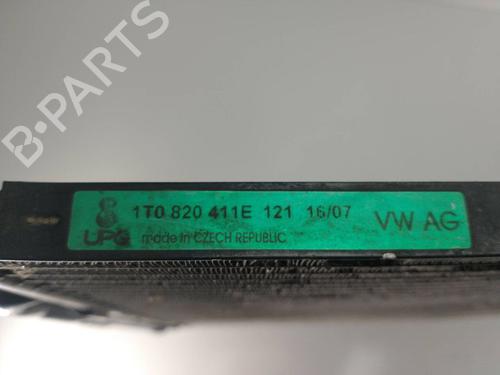 B-PARTS
1T0 820 411E 121 16/07 VW AG
UPG made in CZECH REPUBLIC